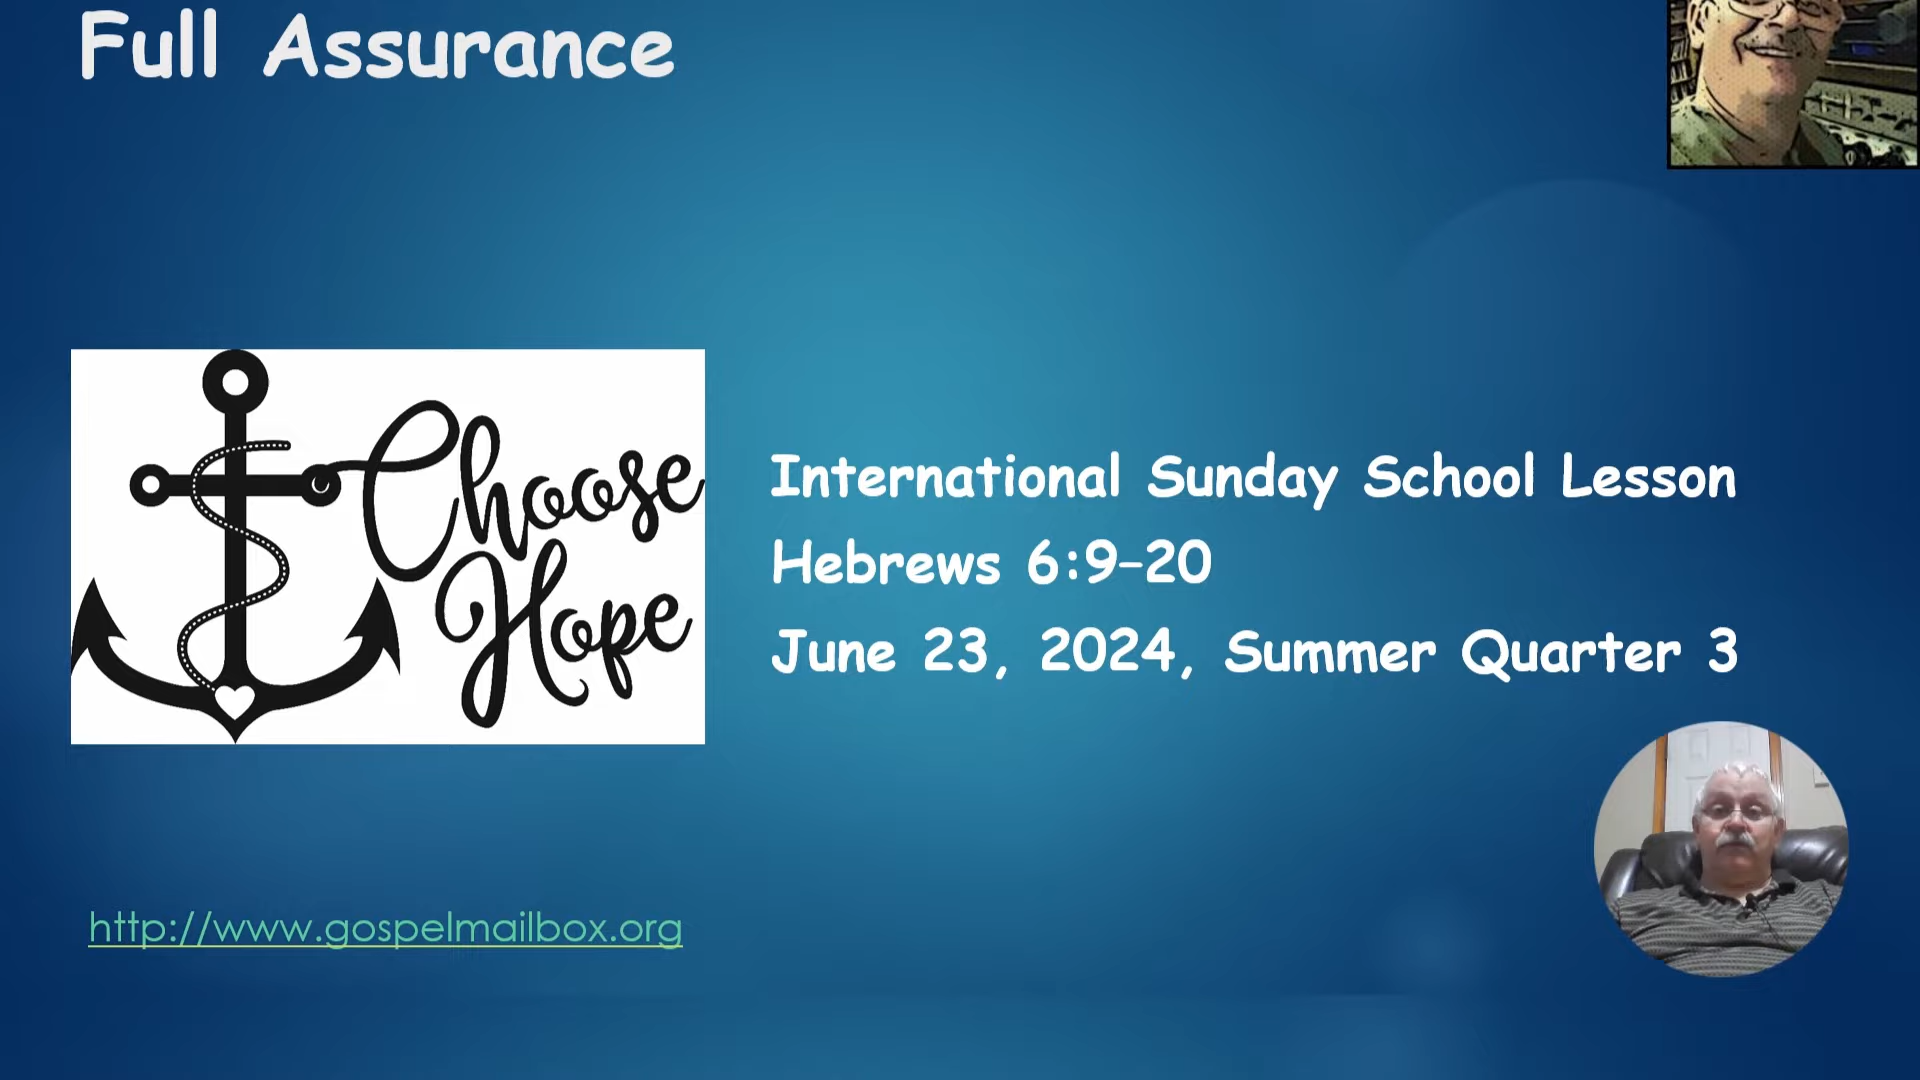 Full Assurance
Choose
Hope
International Sunday School Lesson
Hebrews 6:9–20
June 23, 2024, Summer Quarter 3
http://www.gospelmailbox.org